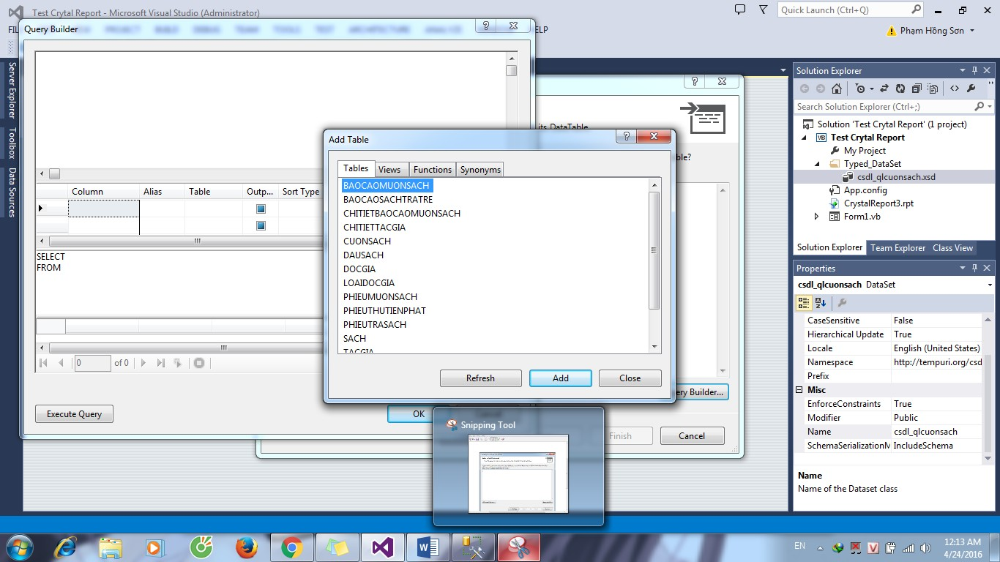 Test Crytal Report - Microsoft Visual Studio (Administrator)
Quick Launch (Ctrl+Q)
Query Builder
Phạm Hồng Sơn
Server Explorer
Toolbox
Data Sources
Column Alias Table Outp... Sort Type
SELECT
FROM
0 of 0
Execute Query
OK
its DataTable
ble?
ery Builder...
Finish
Cancel
Add Table
Tables Views Functions Synonyms
BAOCAOMUONSACH
BAOCAOSACHTRATRE
CHITIETBAOCAOMUONSACH
CHITIETTACGIA
CUONSACH
DAUSACH
DOCGIA
LOAIDOCGIA
PHIEUMUONSACH
PHIEUTHUTIENPHAT
PHIEUTRASACH
SACH
TACGIA
Refresh Add Close
Snipping Tool
Solution Explorer
Search Solution Explorer (Ctrl+;)
Solution 'Test Crytal Report' (1 project)
VB Test Crytal Report
My Project
Typed_DataSet
csdl_qlcuonsach.xsd
App.config
CrystalReport3.rpt
Form1.vb
Solution Explorer Team Explorer Class View
Properties
csdl_qlcuonsach DataSet
CaseSensitive False
Hierarchical Update True
Locale English (United States)
Namespace http://tempuri.org/csd
Prefix
Misc
EnforceConstraints True
Modifier Public
Name csdl_qlcuonsach
SchemaSerializationM IncludeSchema
Name
Name of the Dataset class
EN
12:13 AM
4/24/2016